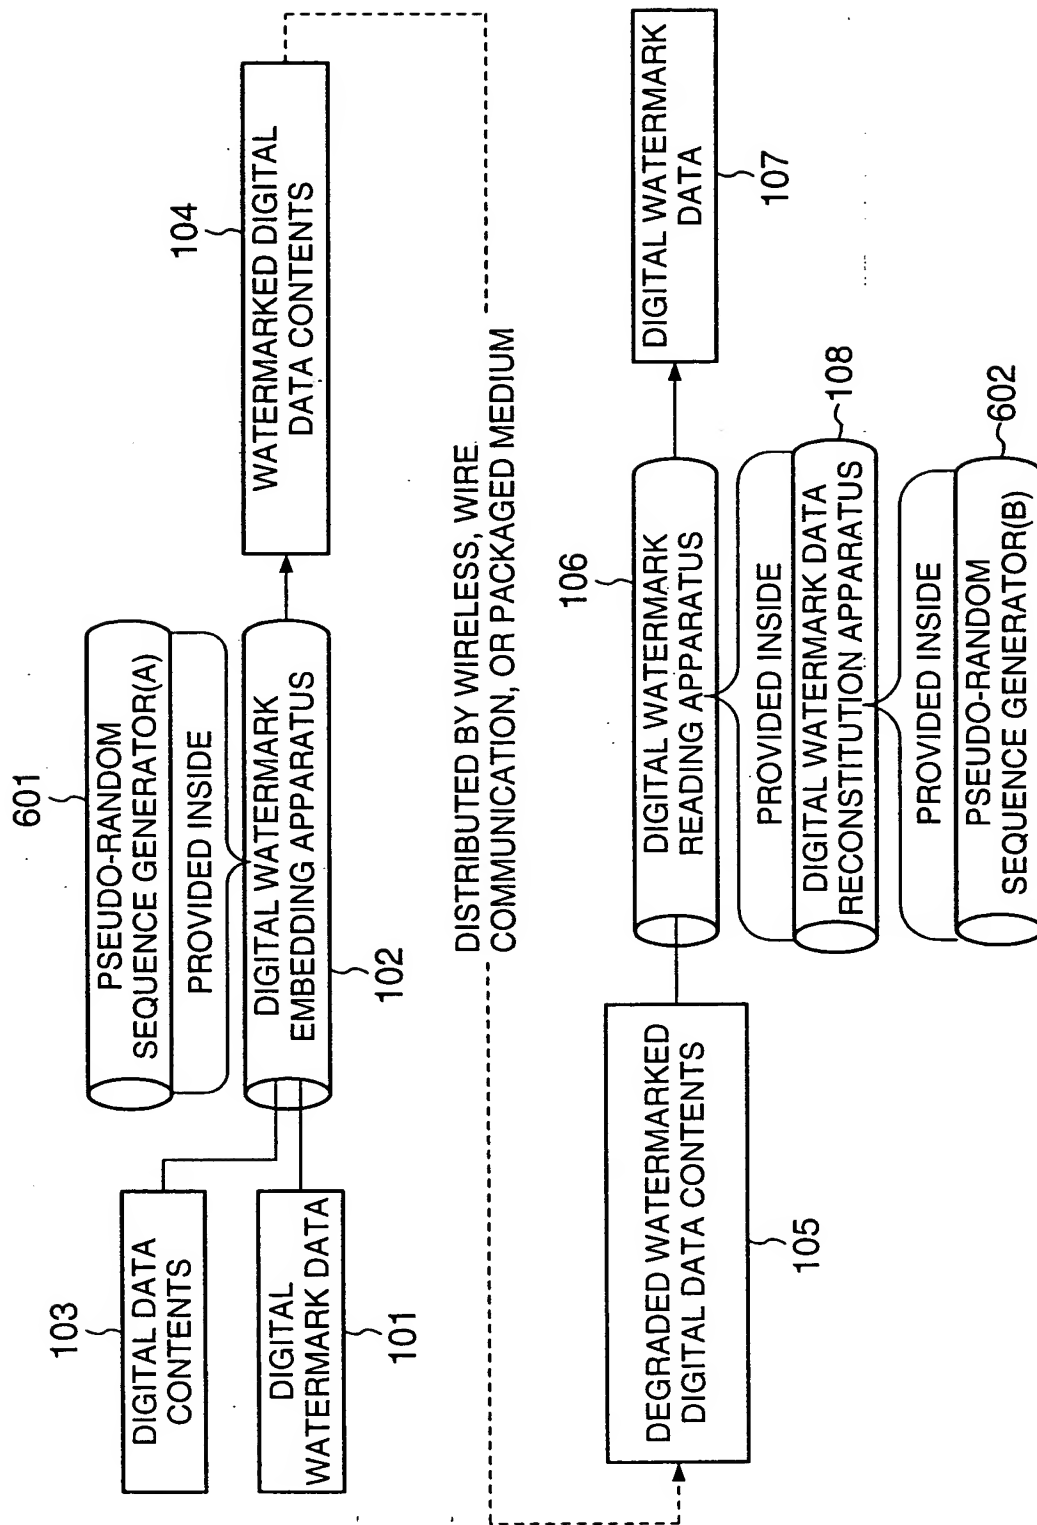 601
PSEUDO-RANDOM
SEQUENCE GENERATOR(A)
PROVIDED INSIDE
103
DIGITAL DATA
CONTENTS
DIGITAL
WATERMARK DATA
101
DIGITAL WATERMARK
EMBEDDING APPARATUS
102
104
WATERMARKED DIGITAL
DATA CONTENTS
DISTRIBUTED BY WIRELESS, WIRE
COMMUNICATION, OR PACKAGED MEDIUM
DEGRADED WATERMARKED
DIGITAL DATA CONTENTS
105
106
DIGITAL WATERMARK
READING APPARATUS
DIGITAL WATERMARK
DATA
107
PROVIDED INSIDE
DIGITAL WATERMARK DATA
RECONSTITUTION APPARATUS
108
PROVIDED INSIDE
PSEUDO-RANDOM
SEQUENCE GENERATOR(B)
602